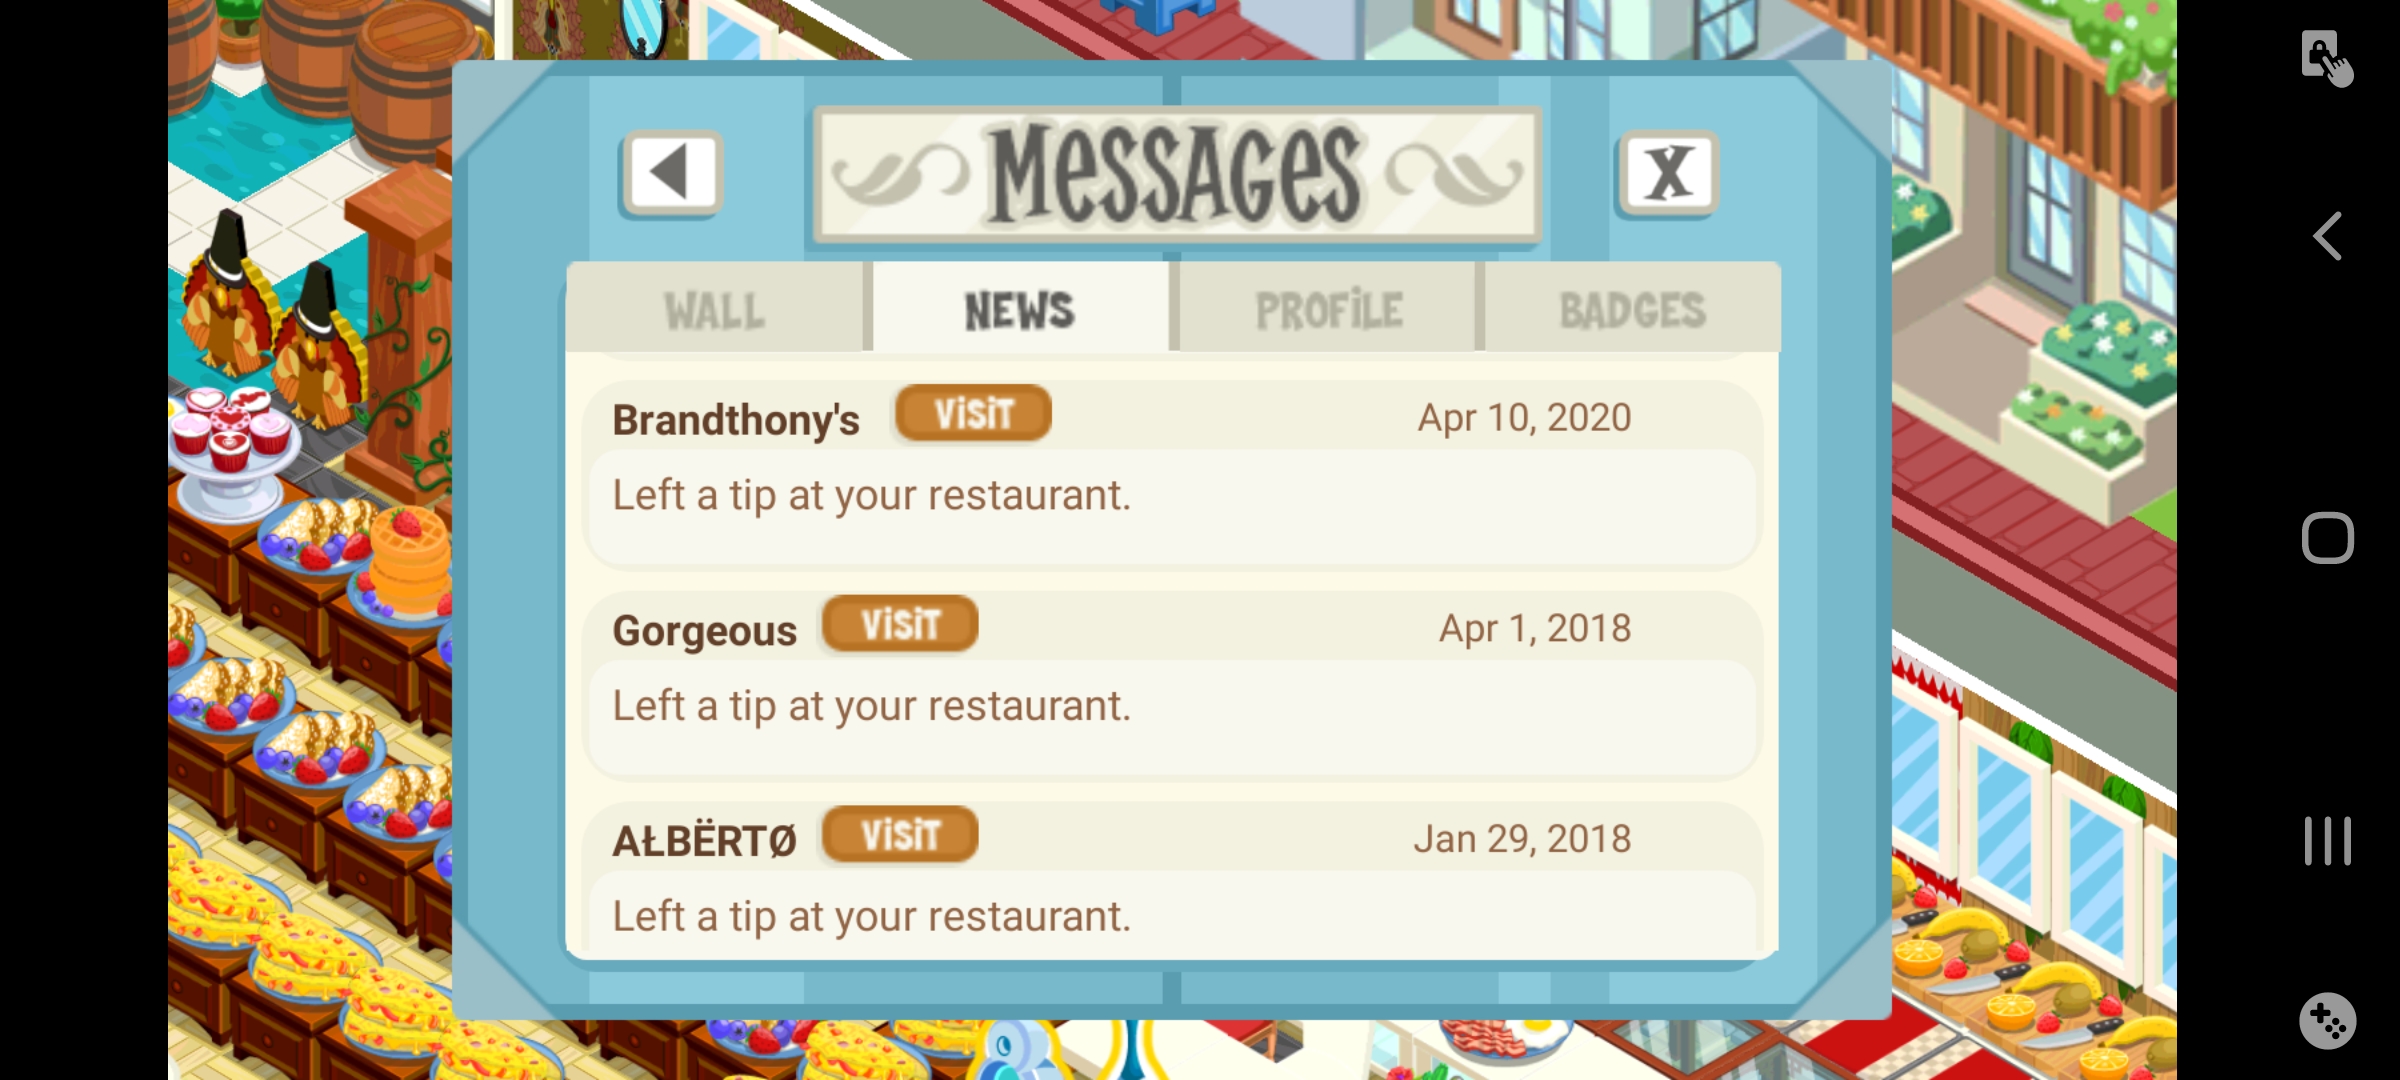 Messages
X
WALL NEWS PROFiLE BADGES
Brandthony's ViSiT Apr 10, 2020
Left a tip at your restaurant.
Gorgeous ViSiT Apr 1, 2018
Left a tip at your restaurant.
AŁBËRTØ ViSiT Jan 29, 2018
Left a tip at your restaurant.